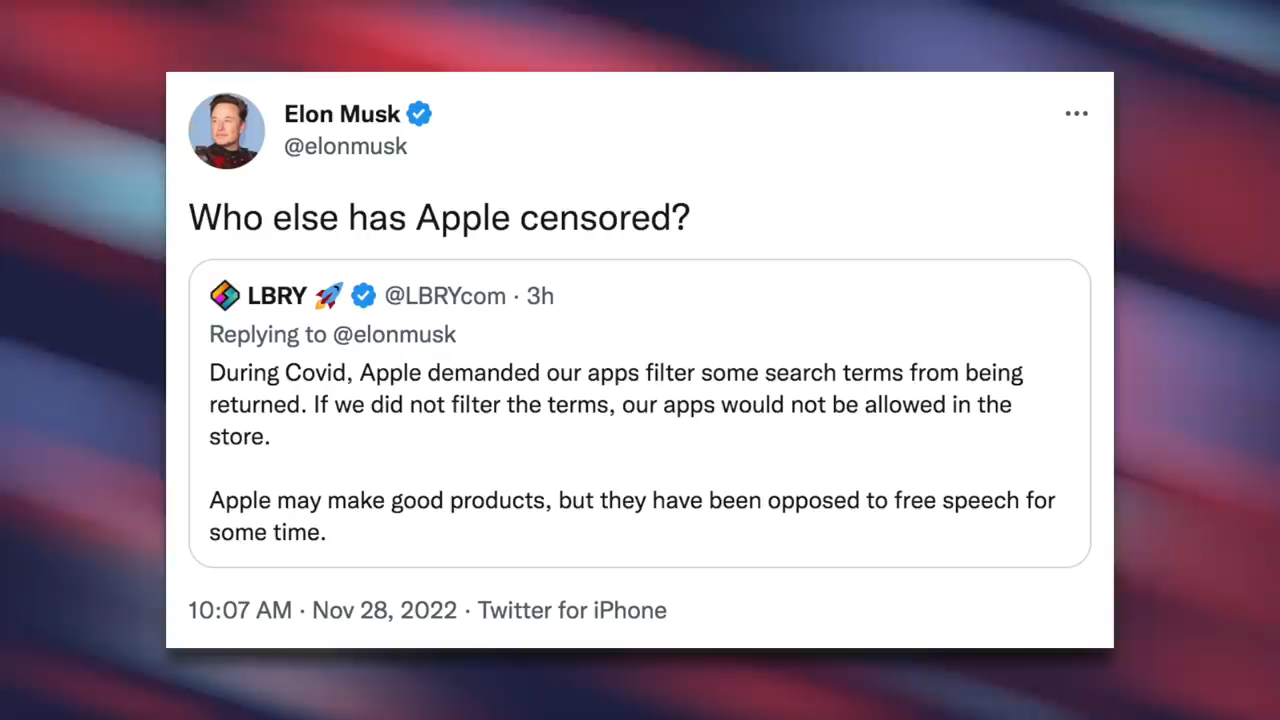 Elon Musk
@elonmusk
Who else has Apple censored?
LBRY 🚀 @LBRYcom · 3h
Replying to @elonmusk
During Covid, Apple demanded our apps filter some search terms from being
returned. If we did not filter the terms, our apps would not be allowed in the
store.
Apple may make good products, but they have been opposed to free speech for
some time.
10:07 AM · Nov 28, 2022 · Twitter for iPhone